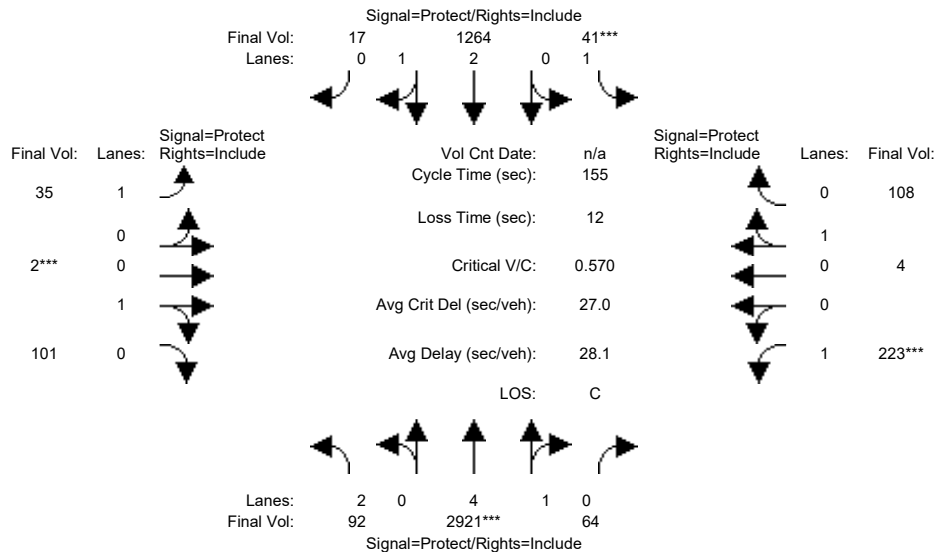 Signal=Protect/Rights=Include
Final Vol: 17 1264 41***
Lanes: 0 1 2 0 1
Signal=Protect
Final Vol: Lanes: Rights=Include
Vol Cnt Date: n/a
Signal=Protect
Rights=Include Lanes: Final Vol:
Cycle Time (sec): 155
35 1
0 108
Loss Time (sec): 12
0
1
2*** 0
Critical V/C: 0.570
0 4
1
Avg Crit Del (sec/veh): 27.0
0
101 0
Avg Delay (sec/veh): 28.1
1 223***
LOS: C
Lanes: 2 0 4 1 0
Final Vol: 92 2921*** 64
Signal=Protect/Rights=Include